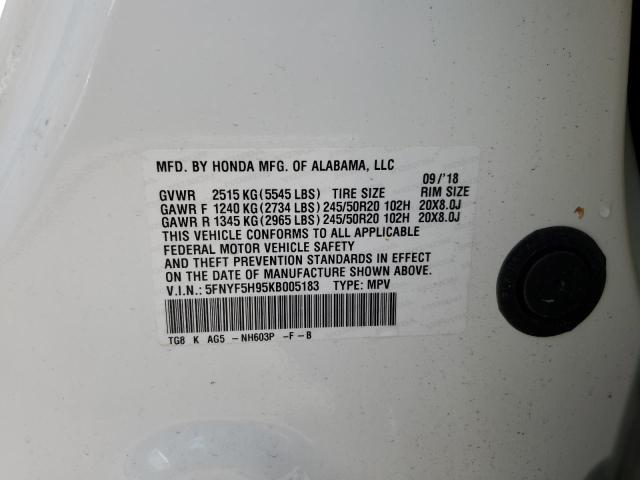 MFD. BY HONDA MFG. OF ALABAMA, LLC 09/'18
GVWR 2515 KG(5545 LBS) TIRE SIZE RIM SIZE
GAWR F 1240 KG(2734 LBS) 245/50R20 102H 20X8.0J
GAWR R 1345 KG(2965 LBS) 245/50R20 102H 20X8.0J
THIS VEHICLE CONFORMS TO ALL APPLICABLE
FEDERAL MOTOR VEHICLE SAFETY
AND THEFT PREVENTION STANDARDS IN EFFECT
ON THE DATE OF MANUFACTURE SHOWN ABOVE.
V.I.N.: 5FNYF5H95KB005183 TYPE: MPV
TG8 K AG5 -NH603P -F-B